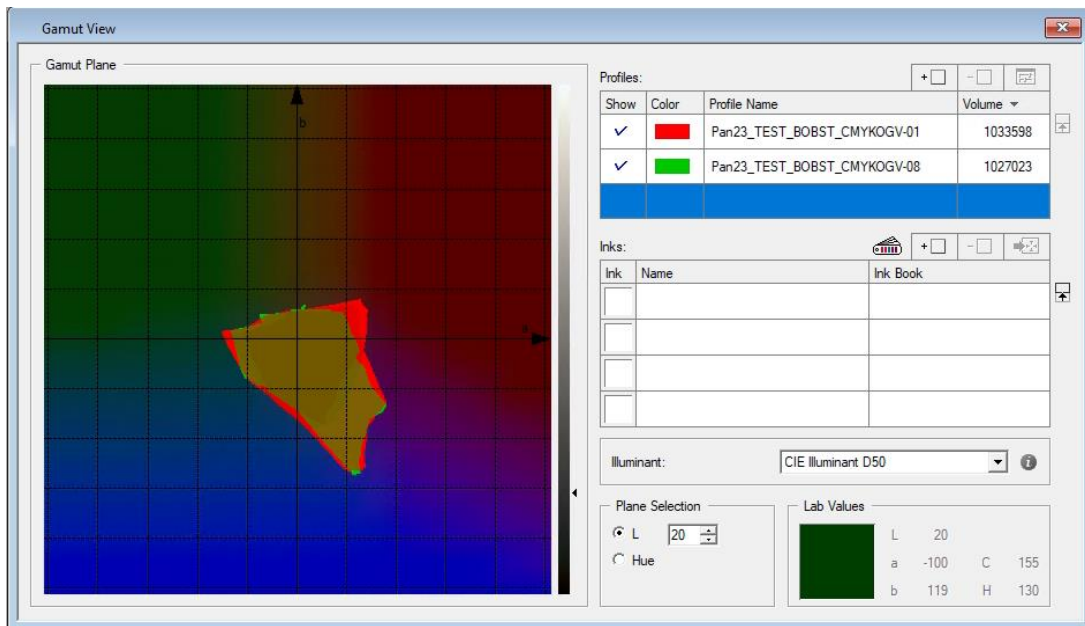 Gamut View
Gamut Plane
b
a
Profiles:
Show Color Profile Name Volume
Pan23_TEST_BOBST_CMYKOGV-01 1033598
Pan23_TEST_BOBST_CMYKOGV-08 1027023
Inks:
Ink Name Ink Book
Illuminant: CIE Illuminant D50
Plane Selection
L 20
Hue
Lab Values
L 20
a -100 C 155
b 119 H 130